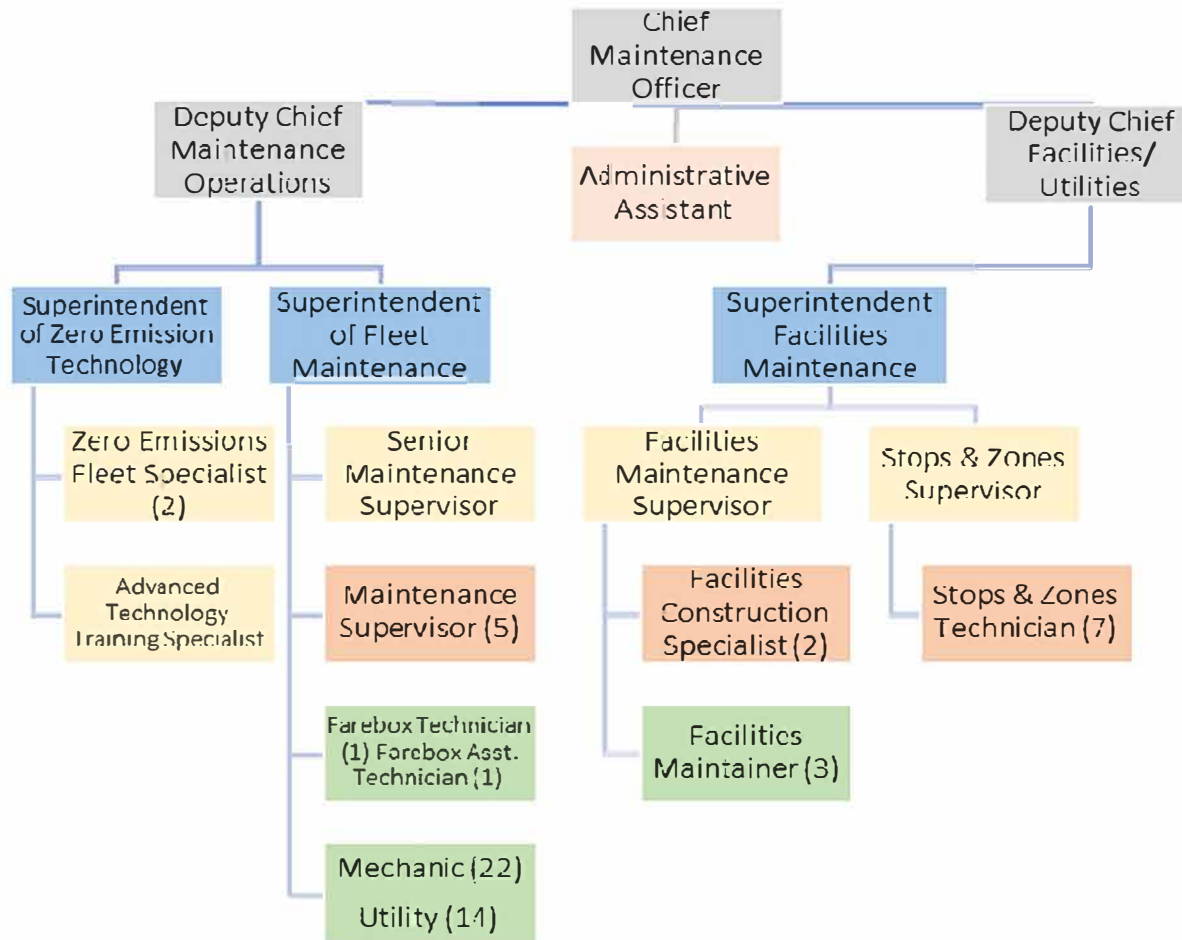 Chief
Maintenance
Officer
Deputy Chief
Maintenance
Operations
Administrative
Assistant
Deputy Chief
Facilities/
Utilities
Superintendent
of Zero Emission
Technology
Superintendent
of Fleet
Maintenance
Superintendent
Facilities
Maintenance
Zero Emissions
Fleet Specialist
(2)
Senior
Maintenance
Supervisor
Facilities
Maintenance
Supervisor
Stops & Zones
Supervisor
Advanced
Technology
Training Specialist
Maintenance
Supervisor (5)
Facilities
Construction
Specialist (2)
Stops & Zones
Technician (7)
Farebox Technician
(1) Farebox Asst.
Technician (1)
Facilities
Maintainer (3)
Mechanic (22)
Utility (14)